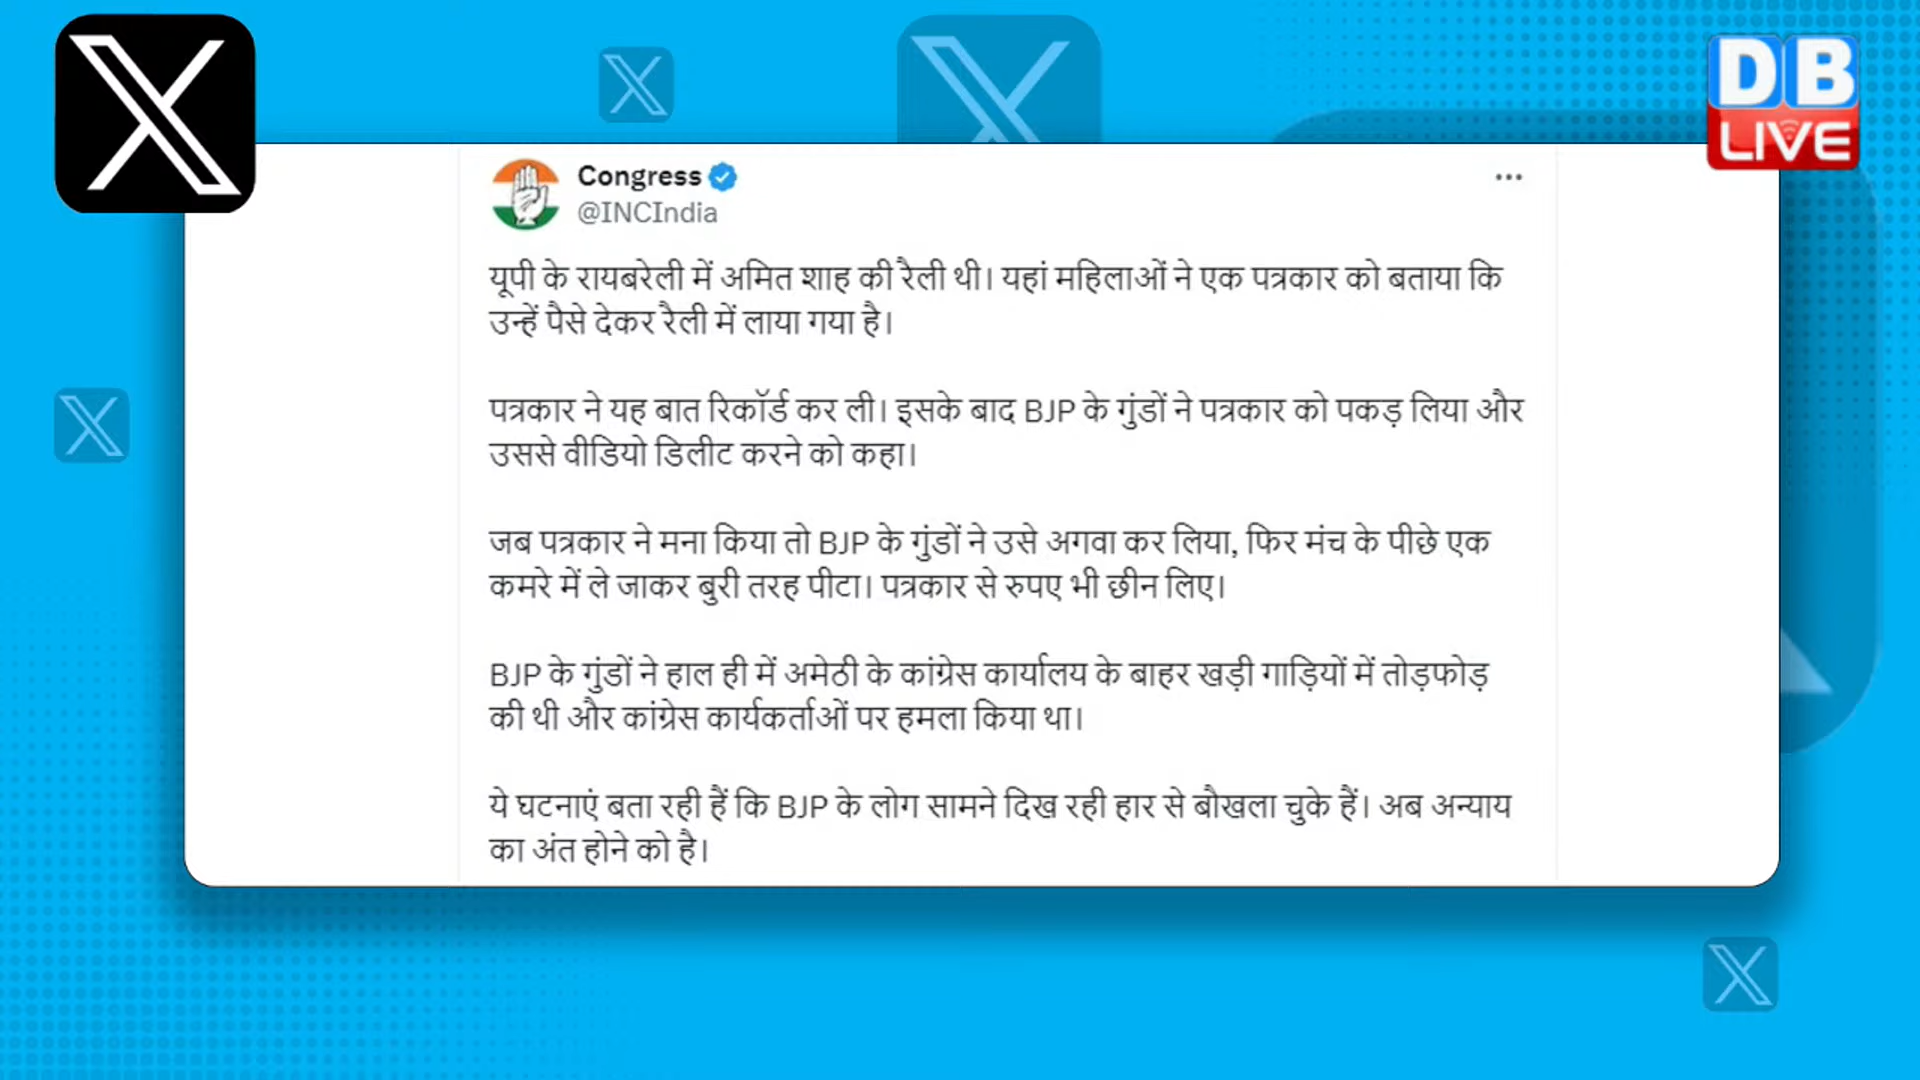 DB
LIVE
Congress
@INCIndia
यूपी के रायबरेली में अमित शाह की रैली थी। यहां महिलाओं ने एक पत्रकार को बताया कि
उन्हें पैसे देकर रैली में लाया गया है।
पत्रकार ने यह बात रिकॉर्ड कर ली। इसके बाद BJP के गुंडों ने पत्रकार को पकड़ लिया और
उससे वीडियो डिलीट करने को कहा।
जब पत्रकार ने मना किया तो BJP के गुंडों ने उसे अगवा कर लिया, फिर मंच के पीछे एक
कमरे में ले जाकर बुरी तरह पीटा। पत्रकार से रुपए भी छीन लिए।
BJP के गुंडों ने हाल ही में अमेठी के कांग्रेस कार्यालय के बाहर खड़ी गाड़ियों में तोड़फोड़
की थी और कांग्रेस कार्यकर्ताओं पर हमला किया था।
ये घटनाएं बता रही हैं कि BJP के लोग सामने दिख रही हार से बौखला चुके हैं। अब अन्याय
का अंत होने को है।